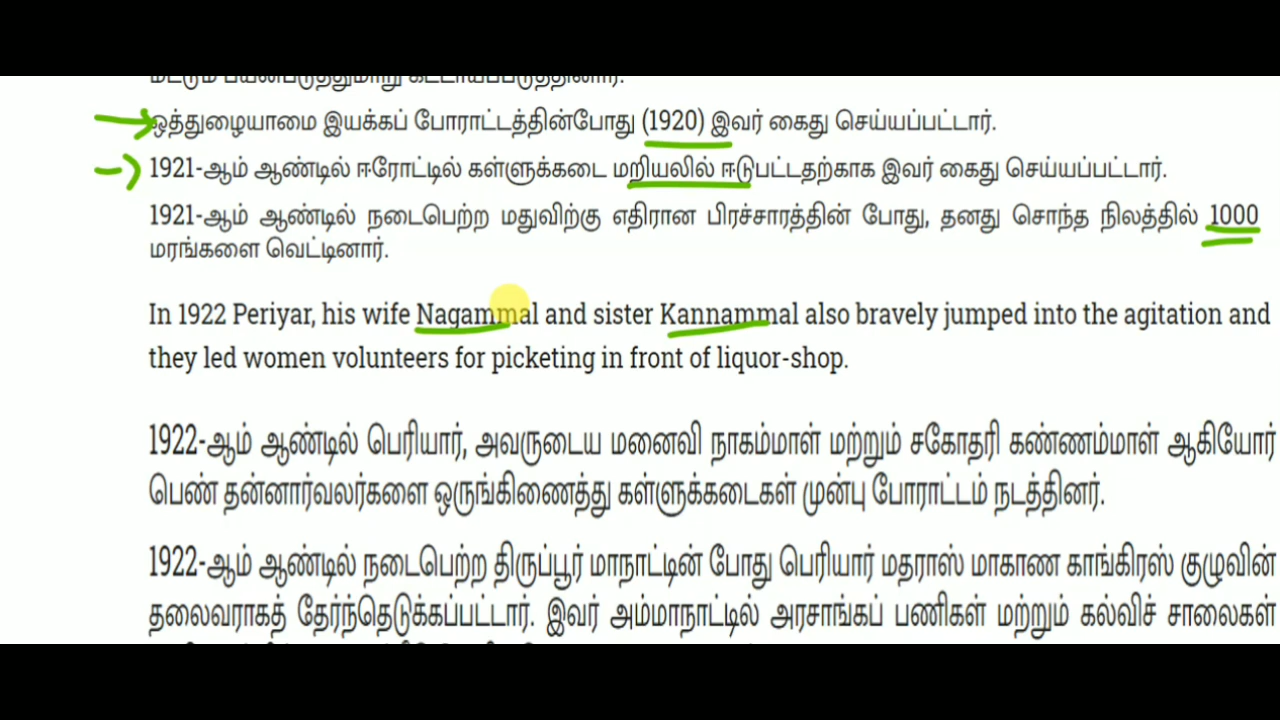 ஒத்துழையாமை இயக்கப் போராட்டத்தின்போது (1920) இவர் கைது செய்யப்பட்டார்.
1921-ஆம் ஆண்டில் ஈரோட்டில் கள்ளுக்கடை மறியலில் ஈடுபட்டதற்காக இவர் கைது செய்யப்பட்டார்.
1921-ஆம் ஆண்டில் நடைபெற்ற மதுவிற்கு எதிரான பிரச்சாரத்தின் போது, தனது சொந்த நிலத்தில் 1000
மரங்களை வெட்டினார்.
In 1922 Periyar, his wife Nagammal and sister Kannammal also bravely jumped into the agitation and
they led women volunteers for picketing in front of liquor-shop.
1922-ஆம் ஆண்டில் பெரியார், அவருடைய மனைவி நாகம்மாள் மற்றும் சகோதரி கண்ணம்மாள் ஆகியோர்
பெண் தன்னார்வலர்களை ஒருங்கிணைத்து கள்ளுக்கடைகள் முன்பு போராட்டம் நடத்தினர்.
1922-ஆம் ஆண்டில் நடைபெற்ற திருப்பூர் மாநாட்டின் போது பெரியார் மதராஸ் மாகாண காங்கிரஸ் குழுவின்
தலைவராகத் தேர்ந்தெடுக்கப்பட்டார். இவர் அம்மாநாட்டில் அரசாங்கப் பணிகள் மற்றும் கல்விச் சாலைகள்